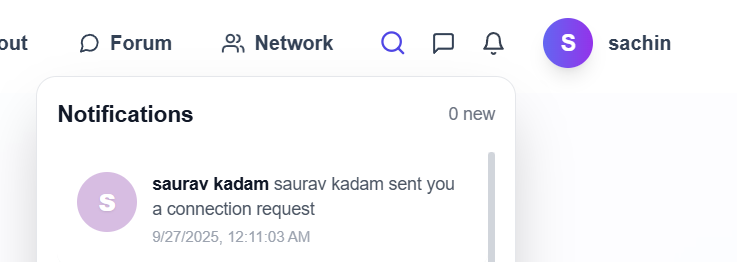 out Forum Network S sachin
Notifications 0 new
S saurav kadam saurav kadam sent you
a connection request
9/27/2025, 12:11:03 AM